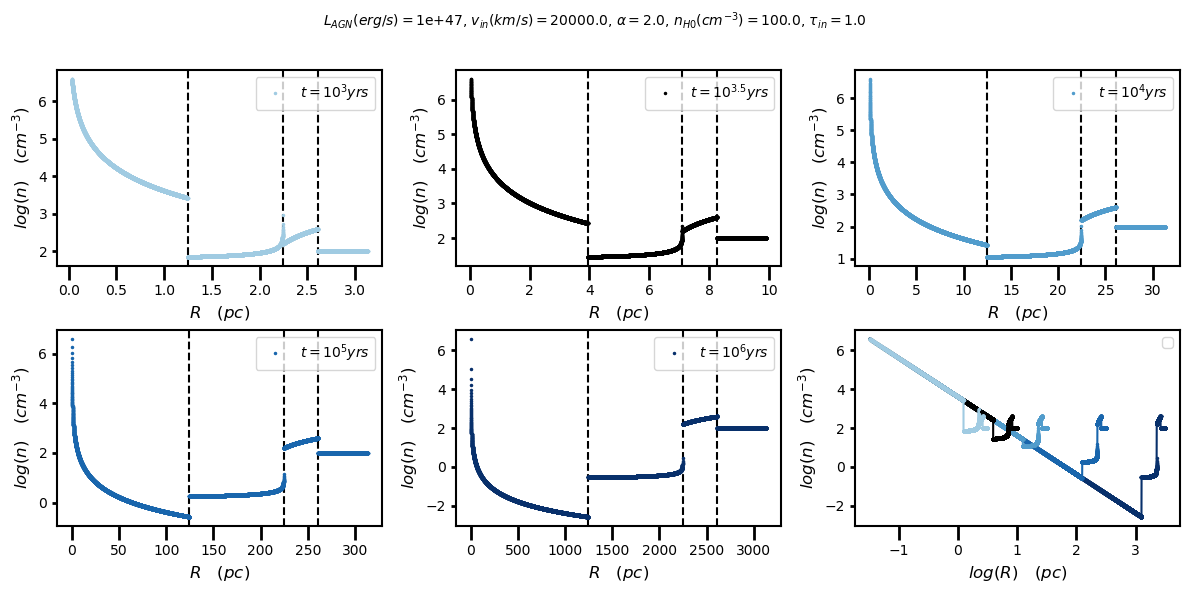 L_{AGN}(erg/s) = 1e+47, v_{in}(km/s) = 20000.0, α = 2.0, n_{H0}(cm^{-3}) = 100.0, τ_{in} = 1.0
t = 10^3 yrs
log(n) (cm^{-3})
6
5
4
3
2
0.0 0.5 1.0 1.5 2.0 2.5 3.0
R (pc)
t = 10^{3.5} yrs
log(n) (cm^{-3})
6
5
4
3
2
0 2 4 6 8 10
R (pc)
t = 10^4 yrs
log(n) (cm^{-3})
6
5
4
3
2
1
0 5 10 15 20 25 30
R (pc)
t = 10^5 yrs
log(n) (cm^{-3})
6
4
2
0
0 50 100 150 200 250 300
R (pc)
t = 10^6 yrs
log(n) (cm^{-3})
6
4
2
0
−2
0 500 1000 1500 2000 2500 3000
R (pc)
log(n) (cm^{-3})
6
4
2
0
−2
−1 0 1 2 3
log(R) (pc)